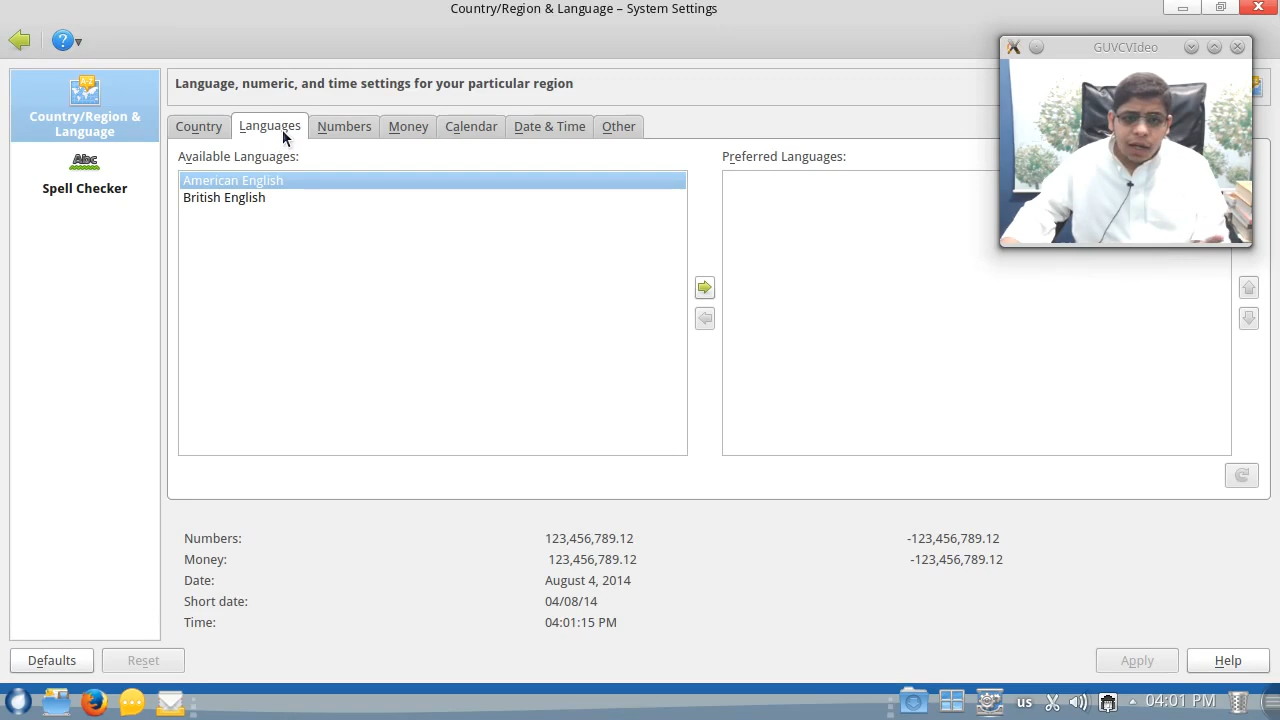 Country/Region & Language – System Settings
GUVCVIdeo
Country/Region &
Language
Abc
Spell Checker
Language, numeric, and time settings for your particular region
Country
Languages
Numbers
Money
Calendar
Date & Time
Other
Available Languages:
American English
British English
Preferred Languages:
Numbers: 123,456,789.12 -123,456,789.12
Money: 123,456,789.12 -123,456,789.12
Date: August 4, 2014
Short date: 04/08/14
Time: 04:01:15 PM
Defaults
Reset
Apply
Help
us
04:01 PM